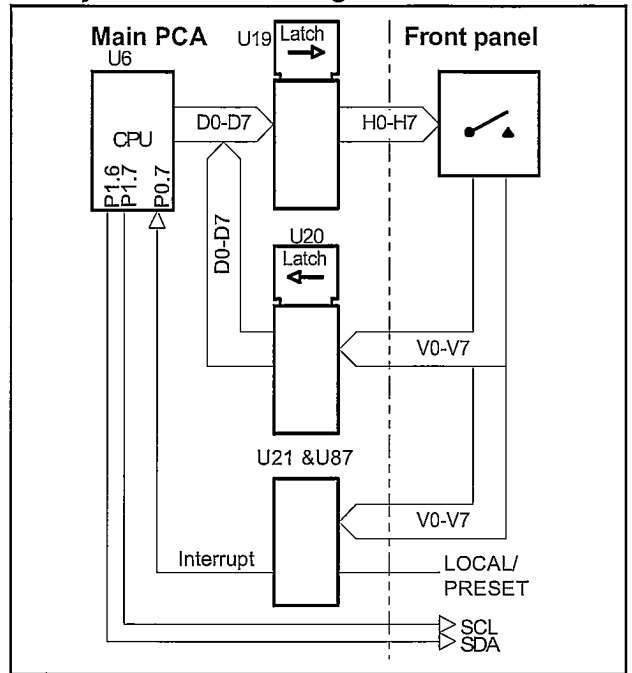 Main PCA
U6
U19
Latch
Front panel
CPU
D0-D7
H0-H7
P1.6
P1.7
P0.7
D0-D7
U20
Latch
V0-V7
U21 &U87
V0-V7
Interrupt
LOCAL/
PRESET
SCL
SDA